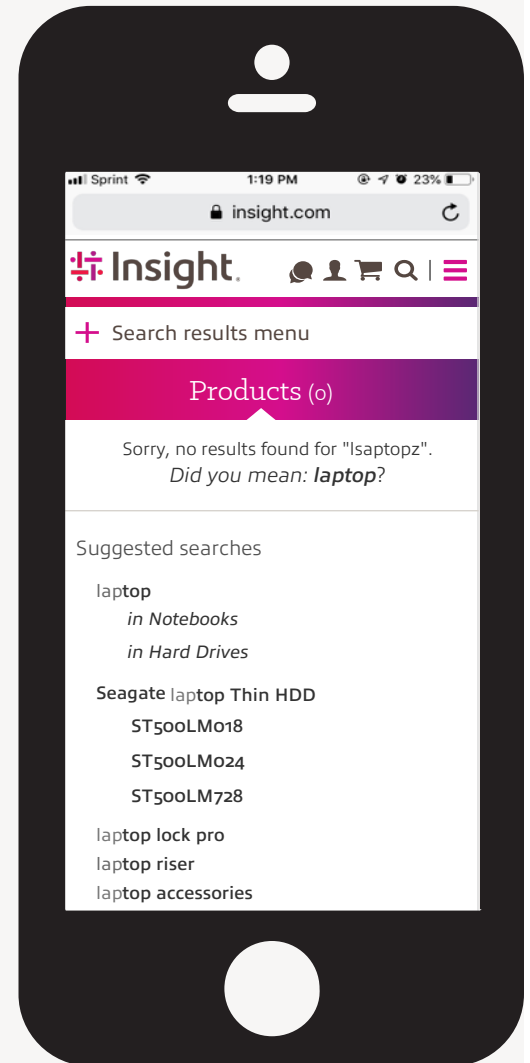 Sprint 1:19 PM 23%
insight.com
Insight.
Search results menu
Products (0)
Sorry, no results found for "lsaptopz".
Did you mean: laptop?
Suggested searches
laptop
in Notebooks
in Hard Drives
Seagate laptop Thin HDD
ST500LM018
ST500LM024
ST500LM728
laptop lock pro
laptop riser
laptop accessories